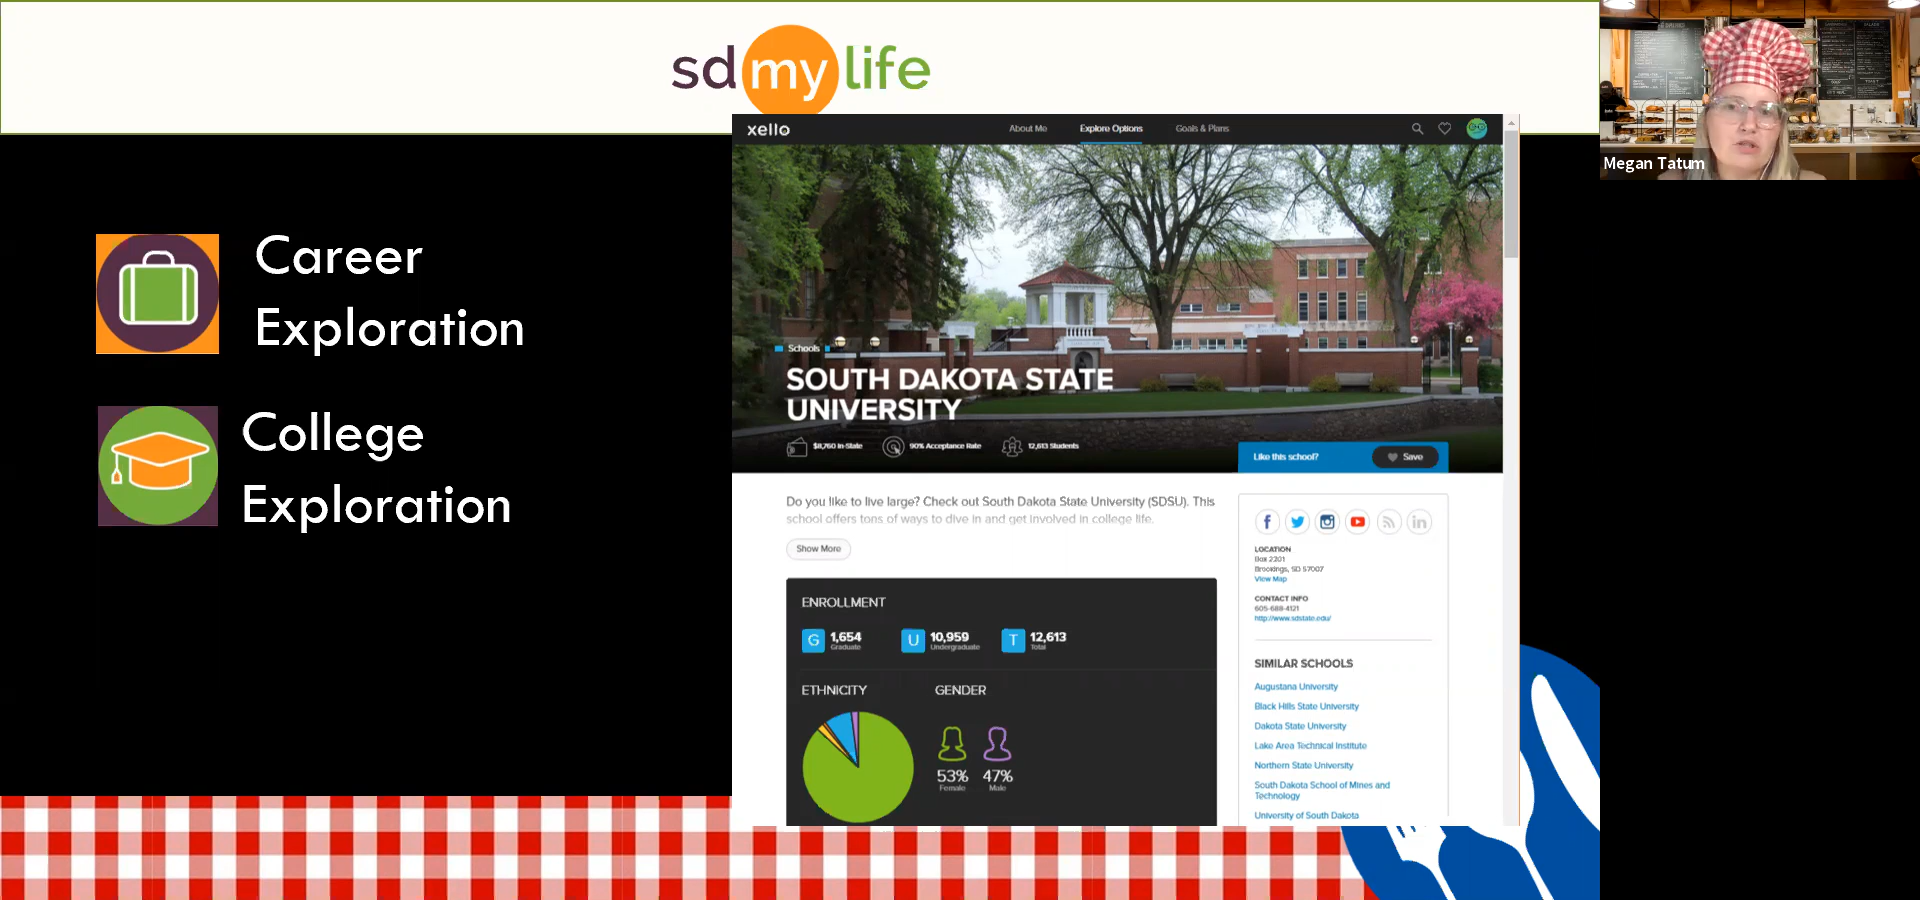 sdmylife
Megan Tatum
Career
Exploration
College
Exploration
xello
About Me
Explore Options
Goals & Plans
Schools
SOUTH DAKOTA STATE
UNIVERSITY
$8,760 In-State
90% Acceptance Rate
12,613 Students
Like this school?
Save
Do you like to live large? Check out South Dakota State University (SDSU). This
school offers tons of ways to dive in and get involved in college life.
Show More
ENROLLMENT
G
1,654
Graduate
U
10,959
Undergraduate
T
12,613
Total
ETHNICITY
GENDER
53%
Female
47%
Male
LOCATION
Box 2201
Brookings, SD 57007
View Map
CONTACT INFO
605-688-4121
http://www.sdstate.edu/
SIMILAR SCHOOLS
Augustana University
Black Hills State University
Dakota State University
Lake Area Technical Institute
Northern State University
South Dakota School of Mines and
Technology
University of South Dakota